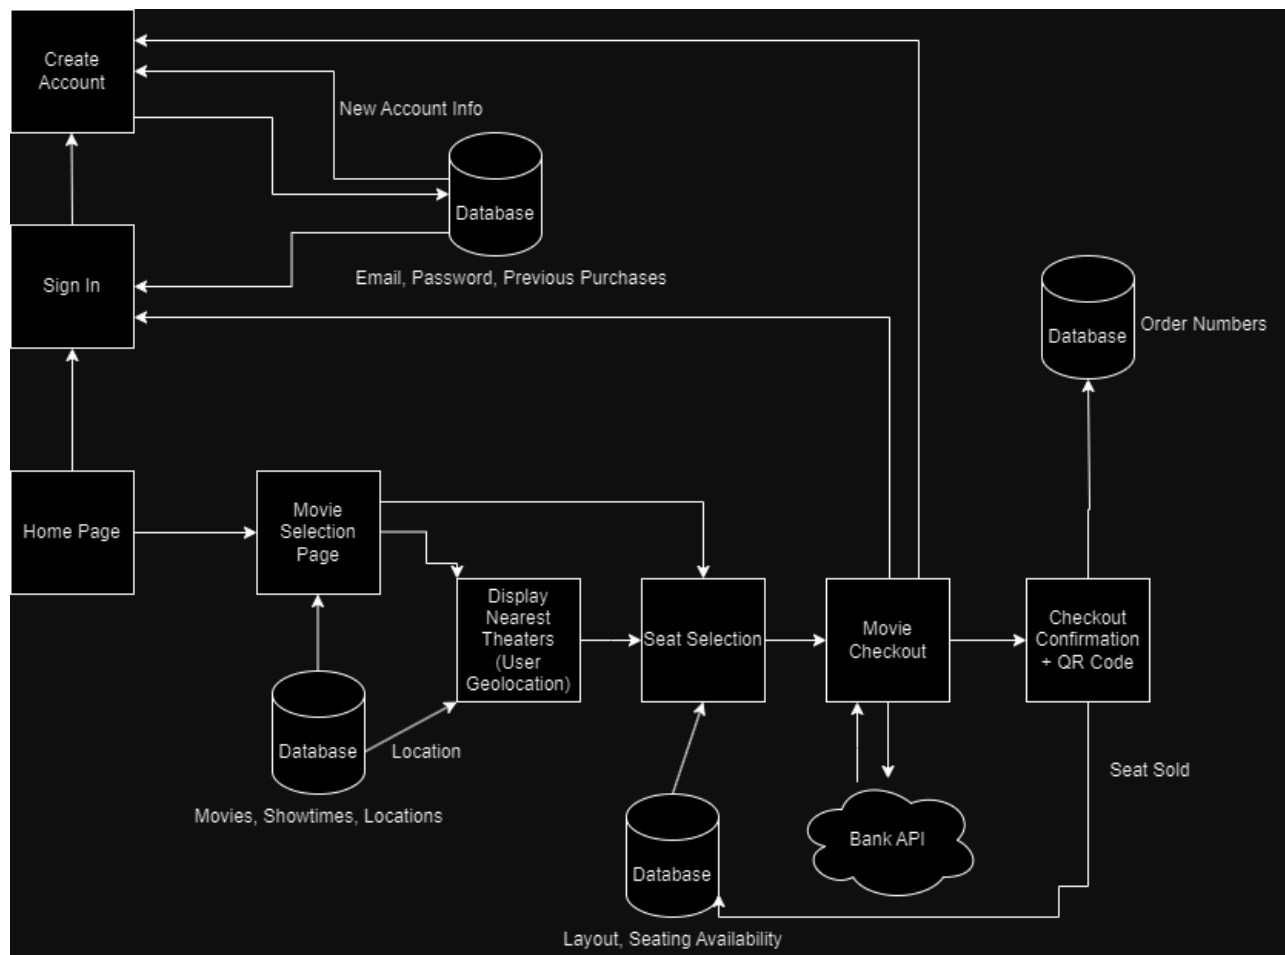 Create
Account
New Account Info
Database
Email, Password, Previous Purchases
Sign In
Database
Order Numbers
Home Page
Movie
Selection
Page
Display
Nearest
Theaters
(User
Geolocation)
Seat Selection
Movie
Checkout
Checkout
Confirmation
+ QR Code
Database
Location
Movies, Showtimes, Locations
Seat Sold
Bank API
Database
Layout, Seating Availability